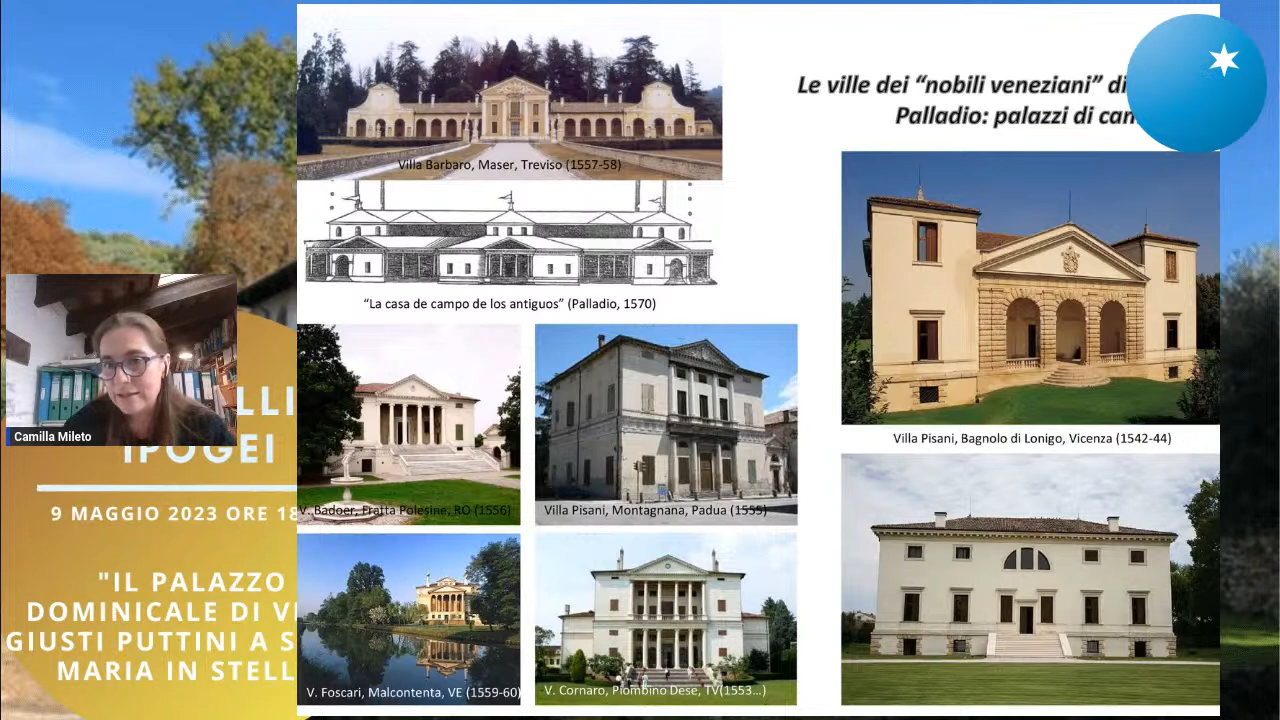 Le ville dei “nobili veneziani” di
Palladio: palazzi di
Villa Barbaro, Maser, Treviso (1557-58)
“La casa de campo de los antiguos” (Palladio, 1570)
V. Badoer, Fratta Polesine, RO (1556)
Villa Pisani, Montagnana, Padua (1555)
V. Foscari, Malcontenta, VE (1559-60)
V. Cornaro, Piombino Dese, TV(1553...)
Villa Pisani, Bagnolo di Lonigo, Vicenza (1542-44)
Camilla Mileto
IPOGEI
9 MAGGIO 2023 ORE 18
"IL PALAZZO
DOMINICALE DI
GIUSTI PUTTINI A
MARIA IN STELL